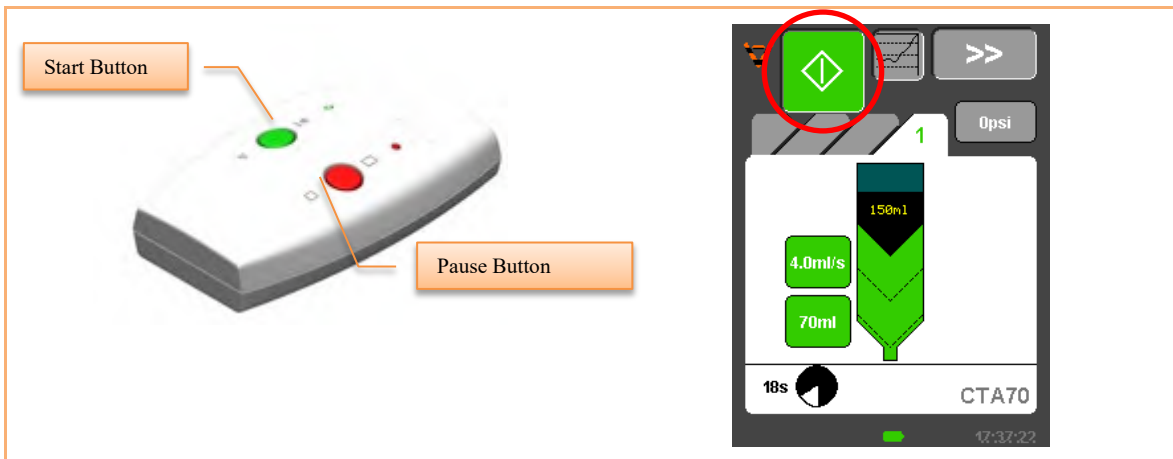 Start Button
Pause Button
>>
0psi
1
150ml
4.0ml/s
70ml
18s
CTA70
17:37:22